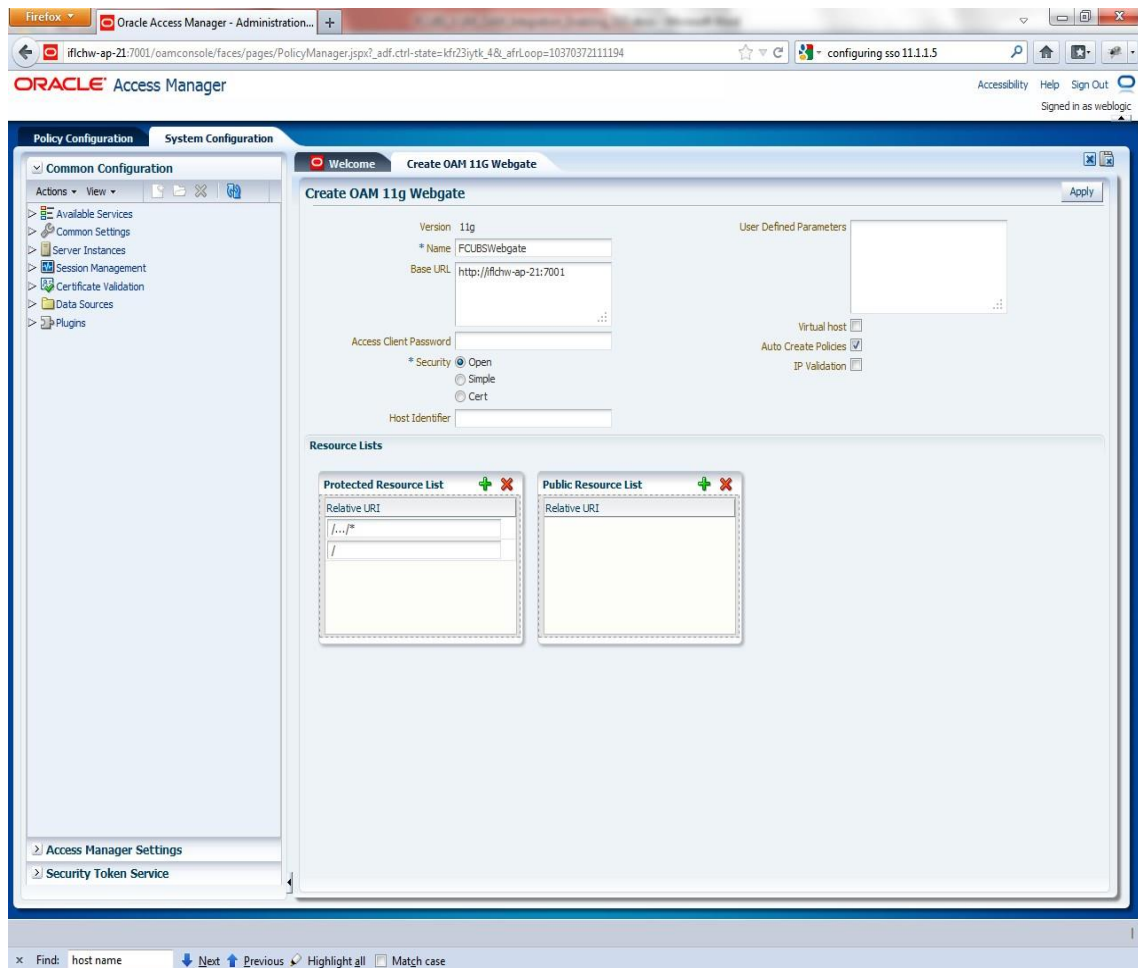 Firefox
Oracle Access Manager - Administration...
iflchw-ap-21:7001/oamconsole/faces/pages/PolicyManager.jspx?_adf.ctrl-state=kfr23iytk_4&_afrLoop=10370372111194
configuring sso 11.1.1.5
ORACLE Access Manager
Accessibility Help Sign Out
Signed in as weblogic
Policy Configuration
System Configuration
Common Configuration
Actions View
Available Services
Common Settings
Server Instances
Session Management
Certificate Validation
Data Sources
Plugins
Access Manager Settings
Security Token Service
Welcome
Create OAM 11G Webgate
Create OAM 11g Webgate
Apply
Version 11g
* Name FCUBSWebgate
Base URL http://iflchw-ap-21:7001
Access Client Password
* Security Open
Simple
Cert
Host Identifier
User Defined Parameters
Virtual host
Auto Create Policies
IP Validation
Resource Lists
Protected Resource List
Relative URI
/.../*
/
Public Resource List
Relative URI
× Find: host name Next Previous Highlight all Match case